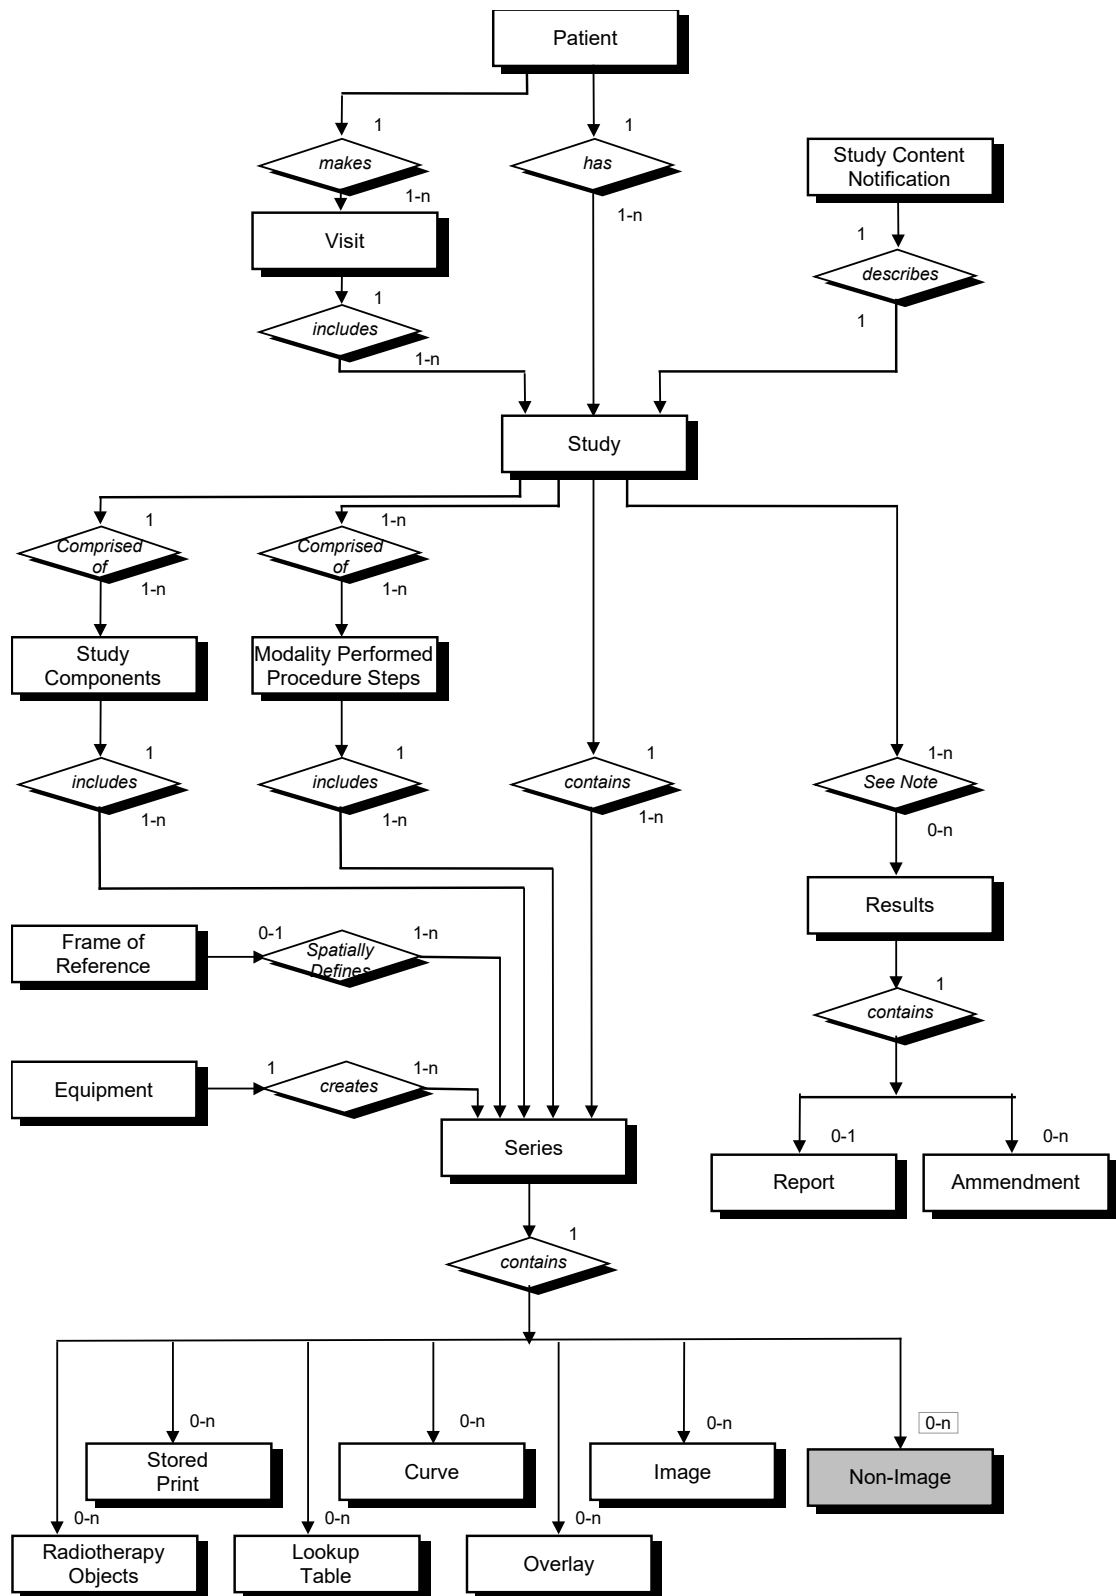 Patient
1
1
makes
has
Study Content
Notification
1-n
1-n
Visit
1
describes
1
includes
1
1-n
Study
1
1-n
Comprised
of
Comprised
of
1-n
1-n
Study
Components
Modality Performed
Procedure Steps
1
1
1
1-n
includes
includes
contains
See Note
1-n
1-n
1-n
0-n
Results
Frame of
Reference
0-1
Spatially
Defines
1-n
1
contains
Equipment
1
creates
1-n
Series
0-1
0-n
Report
Ammendment
1
contains
0-n
0-n
0-n
0-n
Stored
Print
Curve
Image
Non-Image
0-n
0-n
0-n
Radiotherapy
Objects
Lookup
Table
Overlay